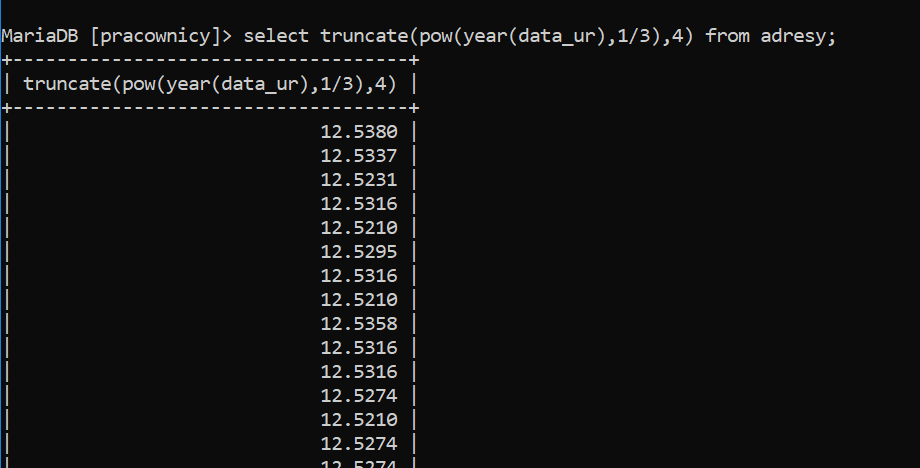 MariaDB [pracownicy]> select truncate(pow(year(data_ur),1/3),4) from adresy;
+------------------------------------+
| truncate(pow(year(data_ur),1/3),4) |
+------------------------------------+
| 12.5380 |
| 12.5337 |
| 12.5231 |
| 12.5316 |
| 12.5210 |
| 12.5295 |
| 12.5316 |
| 12.5210 |
| 12.5358 |
| 12.5316 |
| 12.5316 |
| 12.5274 |
| 12.5210 |
| 12.5274 |
| 12.5274 |